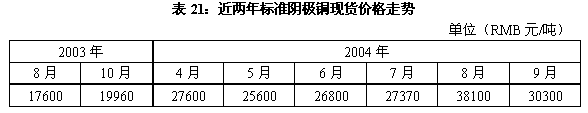 表 21：近两年标准阴极铜现货价格走势
单位（RMB 元/吨）
2003 年 2004 年
8 月 10 月 4 月 5 月 6 月 7 月 8 月 9 月
17600 19960 27600 25600 26800 27370 38100 30300